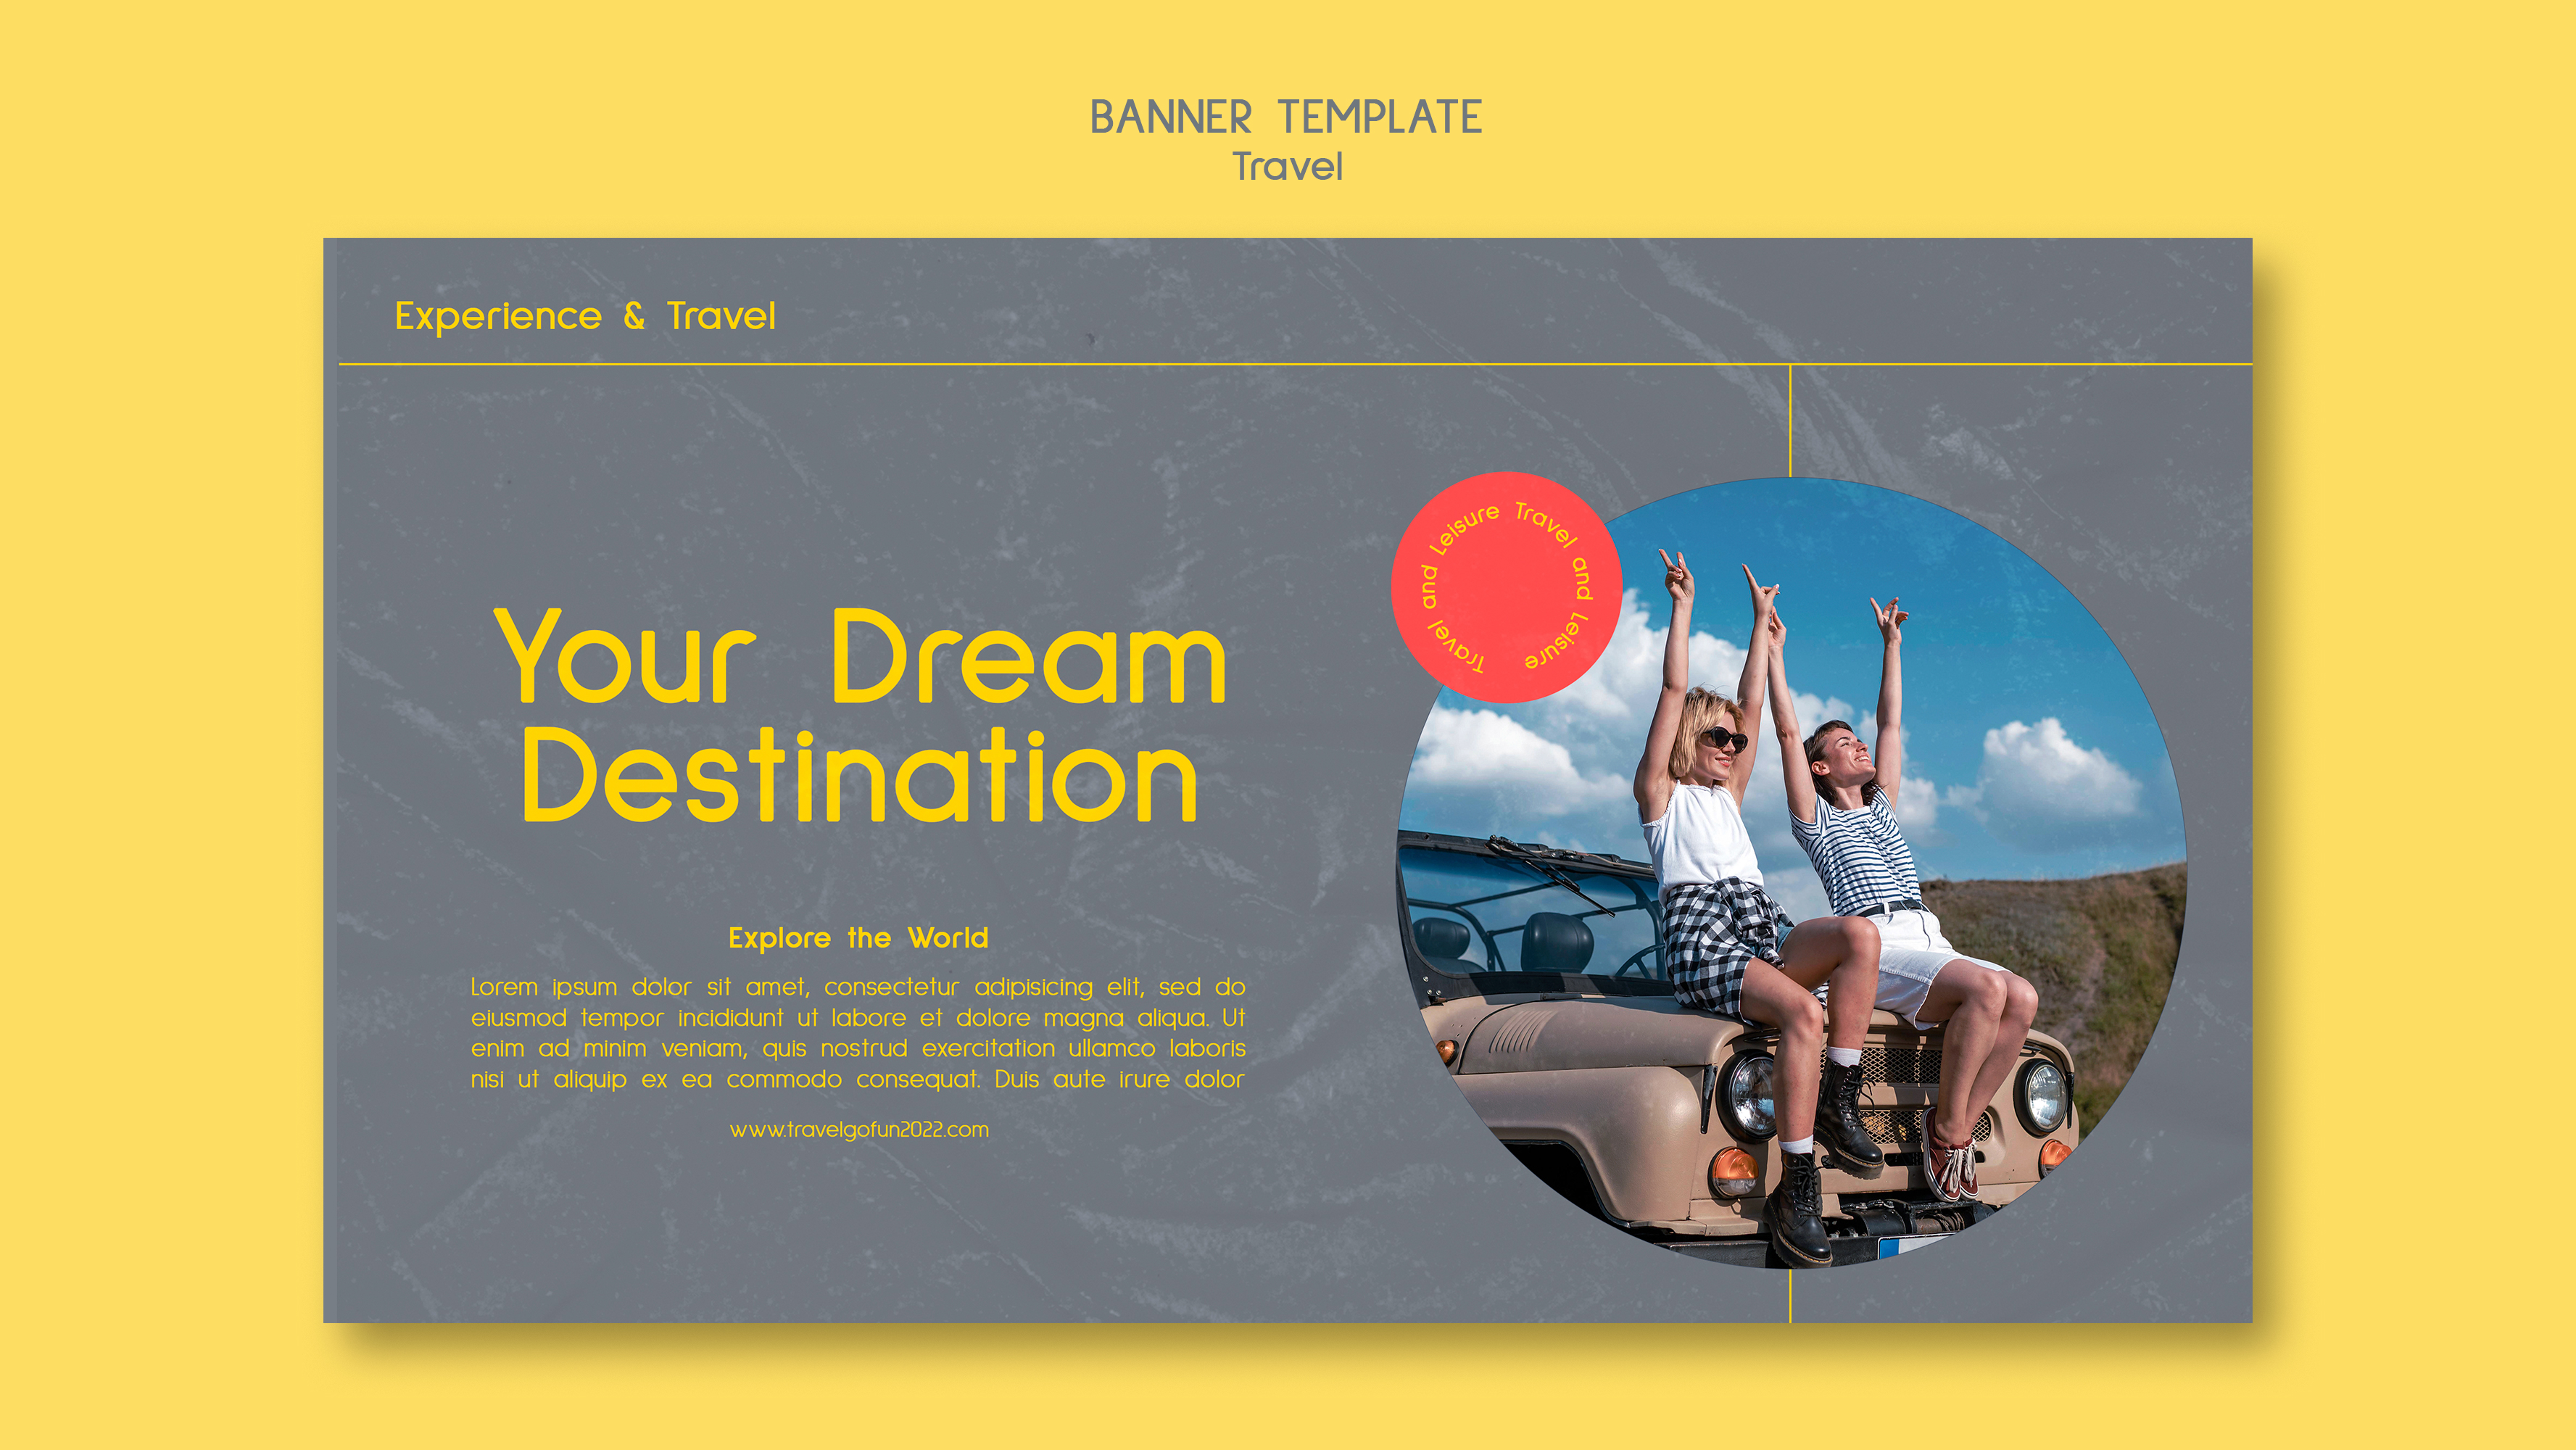 BANNER TEMPLATE
Travel
Experience & Travel
Travel and Leisure Travel and Leisure
Your Dream
Destination
Explore the World
Lorem ipsum dolor sit amet, consectetur adipisicing elit, sed do
eiusmod tempor incididunt ut labore et dolore magna aliqua. Ut
enim ad minim veniam, quis nostrud exercitation ullamco laboris
nisi ut aliquip ex ea commodo consequat. Duis aute irure dolor
www.travelgofun2022.com